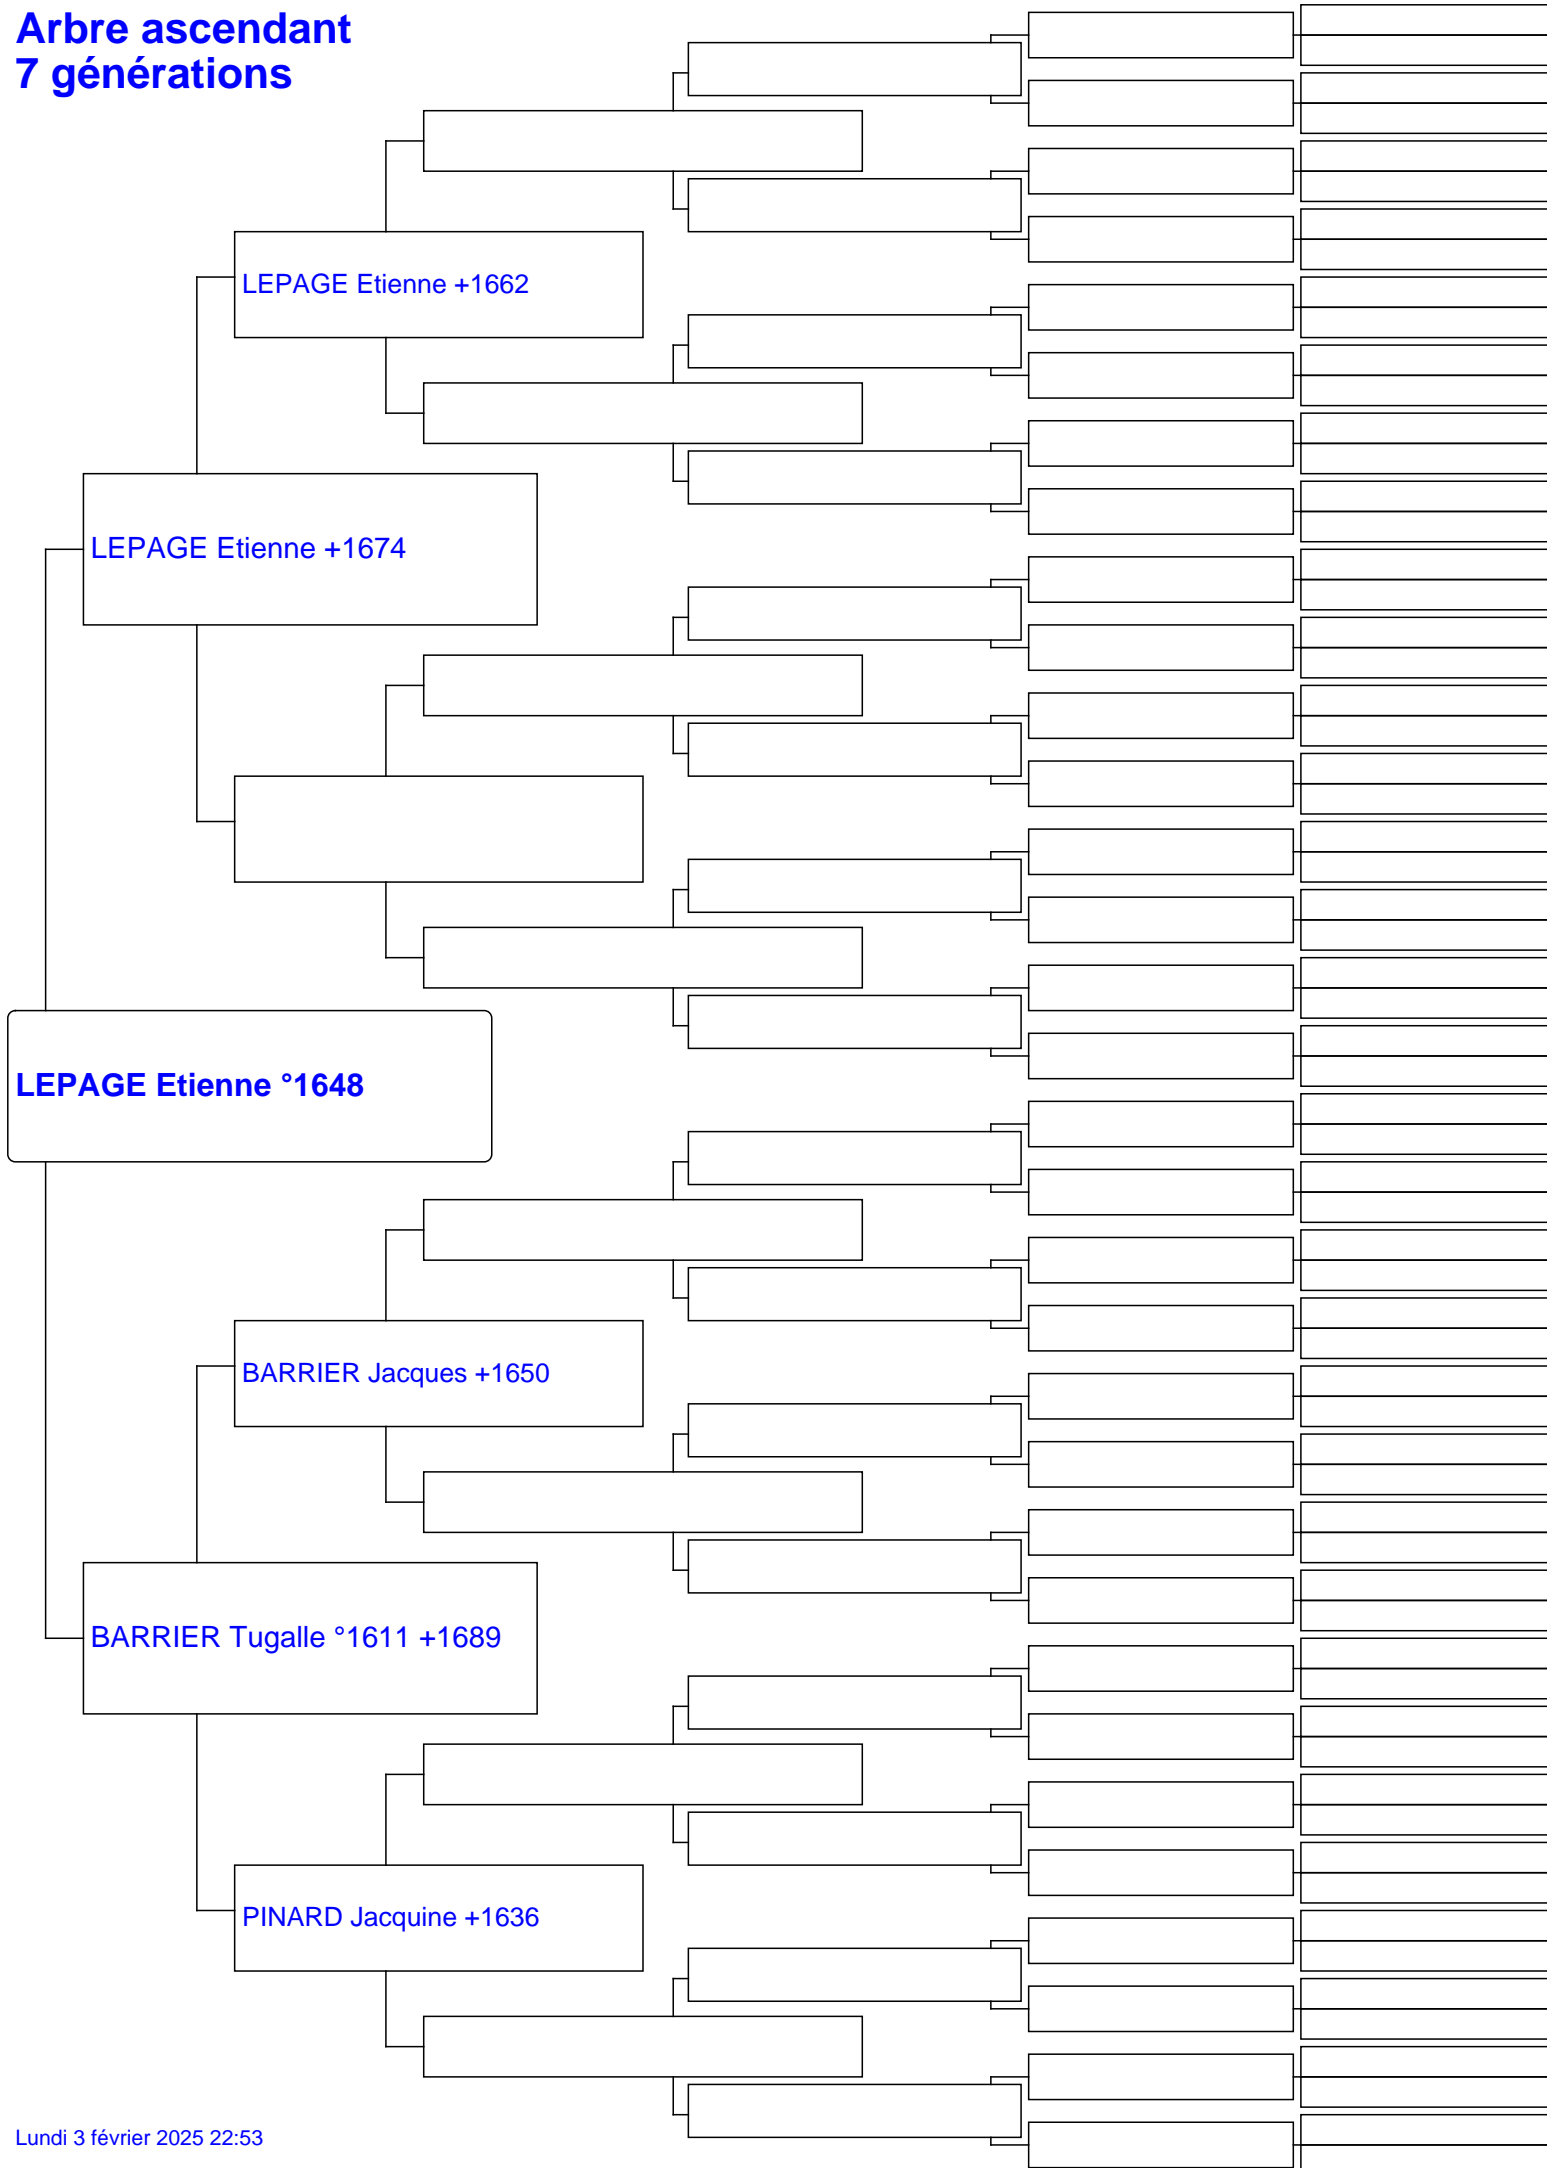 Arbre ascendant
7 générations
LEPAGE Etienne +1662
LEPAGE Etienne +1674
LEPAGE Etienne °1648
BARRIER Jacques +1650
BARRIER Tugalle °1611 +1689
PINARD Jacquine +1636
Lundi 3 février 2025 22:53